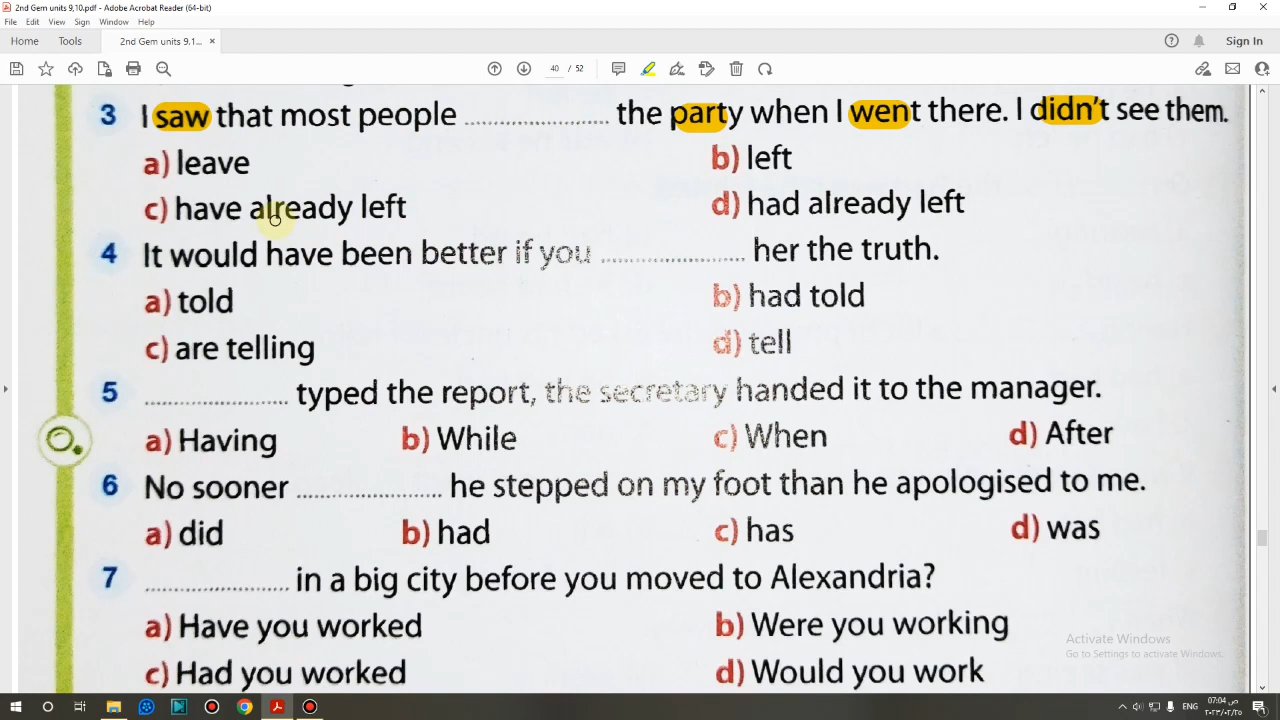 2nd Gem units 9,10.pdf - Adobe Acrobat Reader (64-bit)
File Edit View Sign Window Help
Home Tools 2nd Gem units 9,1... × Sign In
40 / 52
3 I saw that most people .................... the party when I went there. I didn't see them.
a) leave b) left
c) have already left d) had already left
4 It would have been better if you .................... her the truth.
a) told b) had told
c) are telling d) tell
5 .................... typed the report, the secretary handed it to the manager.
a) Having b) While c) When d) After
6 No sooner .................... he stepped on my foot than he apologised to me.
a) did b) had c) has d) was
7 .................... in a big city before you moved to Alexandria?
a) Have you worked b) Were you working
c) Had you worked d) Would you work
Activate Windows
Go to Settings to activate Windows.
ENG 07:04 ص
٢٠٢٣/٠٢/٢٥